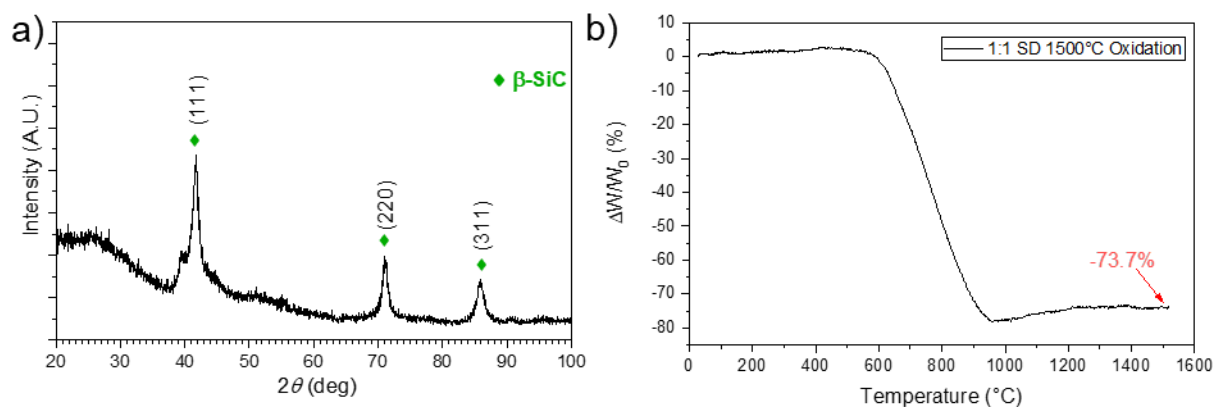 a)
Intensity (A.U.)
(111)
(220)
(311)
β-SiC
20 30 40 50 60 70 80 90 100
2θ (deg)
b)
ΔW/W0 (%)
10
0
-10
-20
-30
-40
-50
-60
-70
-80
1:1 SD 1500°C Oxidation
-73.7%
0 200 400 600 800 1000 1200 1400 1600
Temperature (°C)